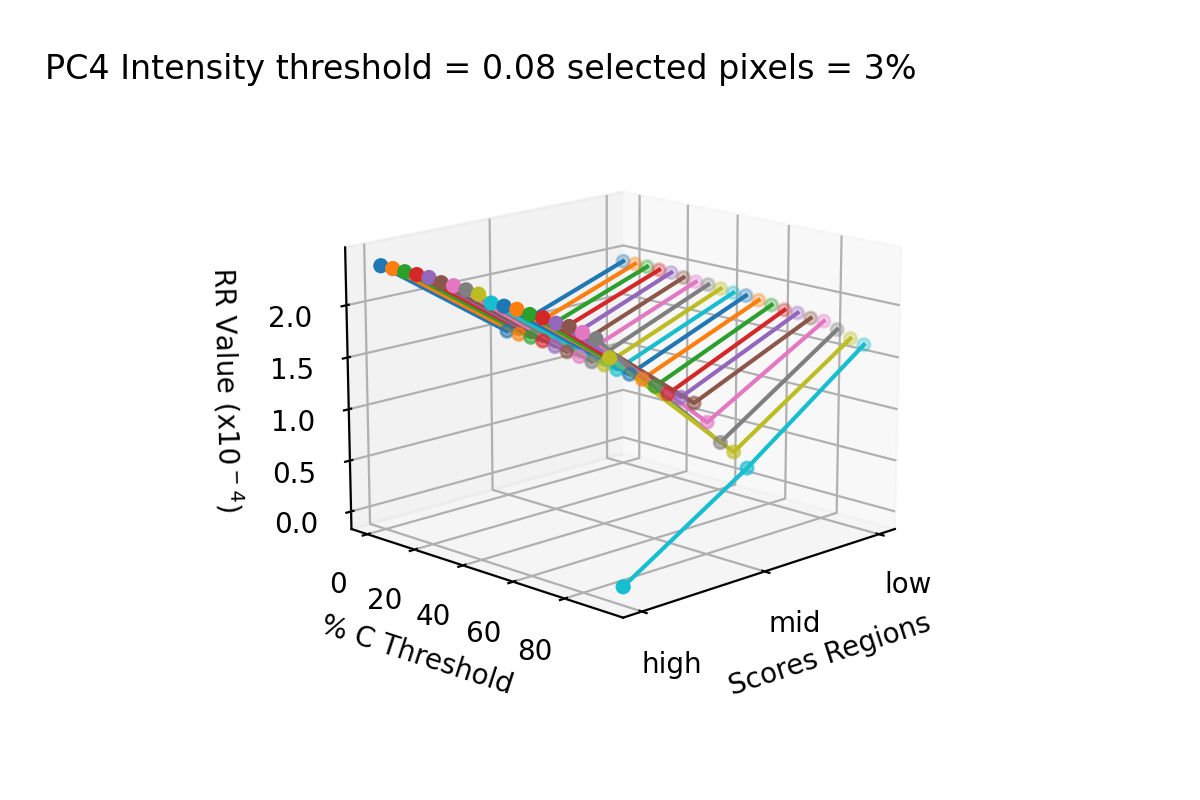 PC4 Intensity threshold = 0.08 selected pixels = 3%
RR Value (x10⁻⁴)
2.0
1.5
1.0
0.5
0.0
0
20
40
60
80
% C Threshold
high
mid
low
Scores Regions